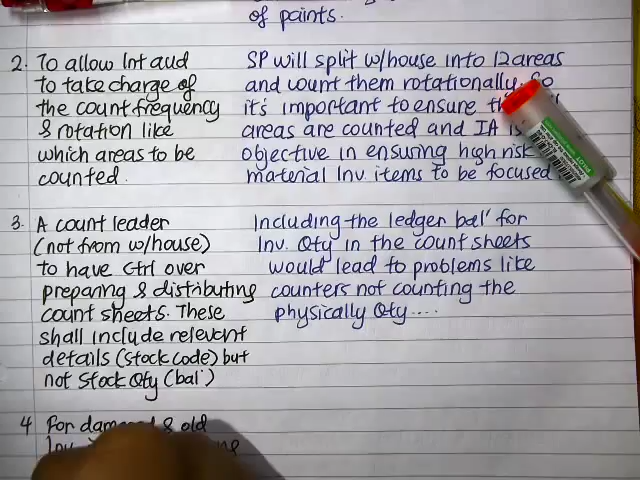 of paints.
2. To allow Int aud
to take charge of
the count frequency
& rotation like
which areas to be
counted.
SP will split w/house into 12 areas
and count them rotationally. So
it's important to ensure
areas are counted and IA is
objective in ensuring high risk
material Inv. items to be focused
3. A count leader
(not from w/house)
to have ctrl over
preparing & distibuting
count sheets. These
shall include relevent
details (stock code) but
not stock Qty (bal')
Including the ledger bal' for
Inv. Qty in the count sheets
would lead to problems like
counters not counting the
physically Qty ....
4 For & old
PILOT